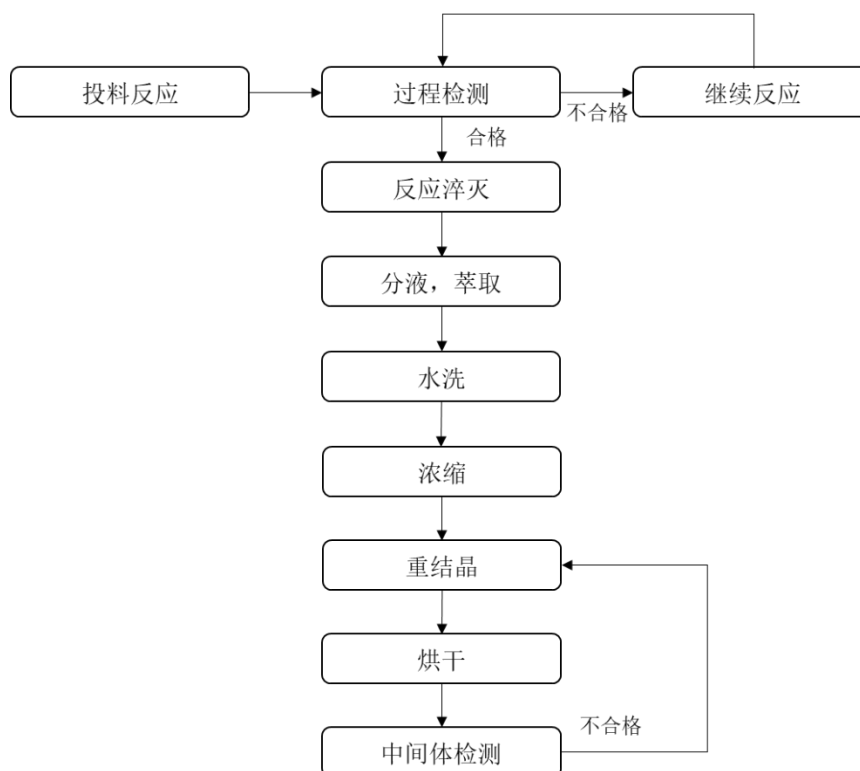 投料反应
过程检测
不合格
继续反应
合格
反应淬灭
分液，萃取
水洗
浓缩
重结晶
烘干
中间体检测
不合格